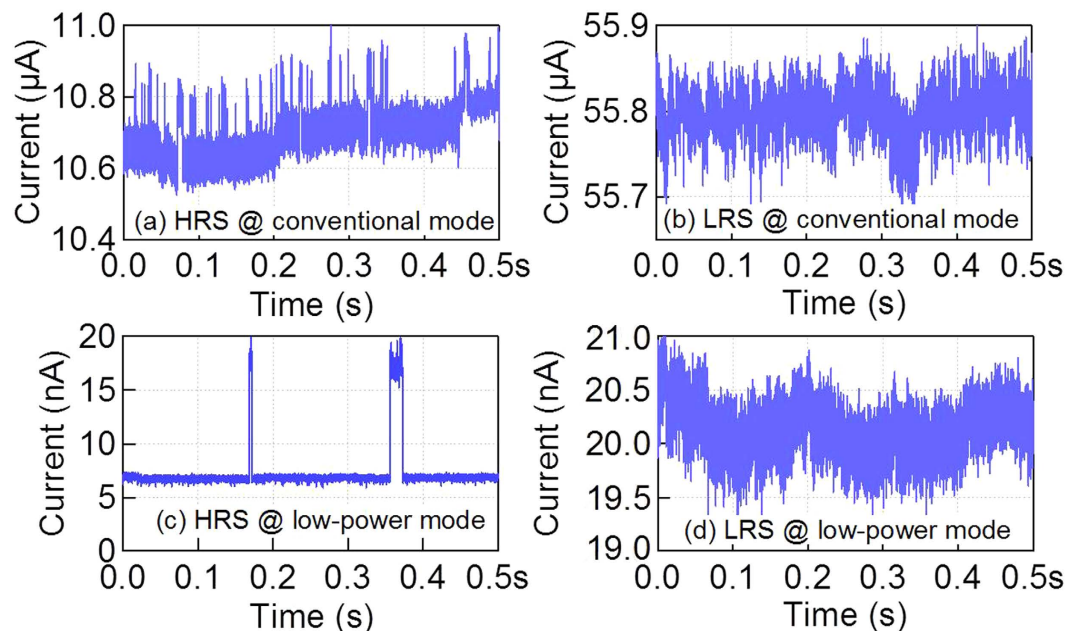 11.0
10.8
10.6
10.4
Current (µA)
(a) HRS @ conventional mode
0.0 0.1 0.2 0.3 0.4 0.5s
Time (s)
55.9
55.8
55.7
Current (µA)
(b) LRS @ conventional mode
0.0 0.1 0.2 0.3 0.4 0.5s
Time (s)
20
15
10
5
0
Current (nA)
(c) HRS @ low-power mode
0.0 0.1 0.2 0.3 0.4 0.5s
Time (s)
21.0
20.5
20.0
19.5
19.0
Current (nA)
(d) LRS @ low-power mode
0.0 0.1 0.2 0.3 0.4 0.5s
Time (s)